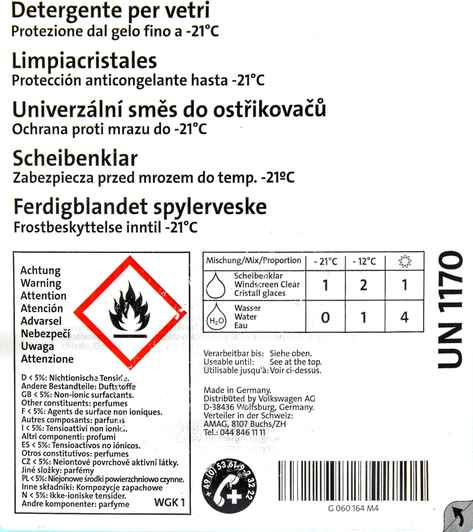 Detergente per vetri
Protezione dal gelo fino a -21°C
Limpiacristales
Protección anticongelante hasta -21°C
Univerzální směs do ostřikovačů
Ochrana proti mrazu do -21°C
Scheibenklar
Zabezpiecza przed mrozem do temp. -21ºC
Ferdigblandet spylerveske
Frostbeskyttelse inntil -21°C
Achtung
Warning
Attention
Atención
Advarsel
Nebezpečí
Uwaga
Attenzione
D < 5%: Nichtionische Tenside.
Andere Bestandteile: Duftstoffe
GB < 5%: Non-ionic surfactants.
Other constituents: perfumes
F < 5%: Agents de surface non ioniques.
Autres composants: parfums
I < 5%: Tensioattivi non ionici.
Altri componenti: profumi
ES < 5%: Tensioactivos no iónicos.
Otros constitutivos: perfumes
CZ < 5%: Neiontové povrchově aktivní látky.
Jiné složky: parfémy
PL < 5%: Niejonowe środki powierzchniowo czynne.
Inne składniki: Kompozycje zapachowe
N < 5%: Ikke-ioniske tensider.
Andre komponenter: parfyme
WGK 1
Mischung/Mix/Proportion -21°C -12°C
Scheibenklar
Windscreen Clear
Cristall glaces
1 2 1
H₂O
Wasser
Water
Eau
0 1 4
Verarbeitbar bis: Siehe oben.
Useable until: See at the top.
Utilisable jusqu'à: Voir ci-dessus.
Made in Germany.
Distributed by Volkswagen AG
D-38436 Wolfsburg, Germany.
Verteiler in der Schweiz:
AMAG, 8107 Buchs/ZH
Tel.: 044 846 11 11
UN 1170
G 060 164 M4